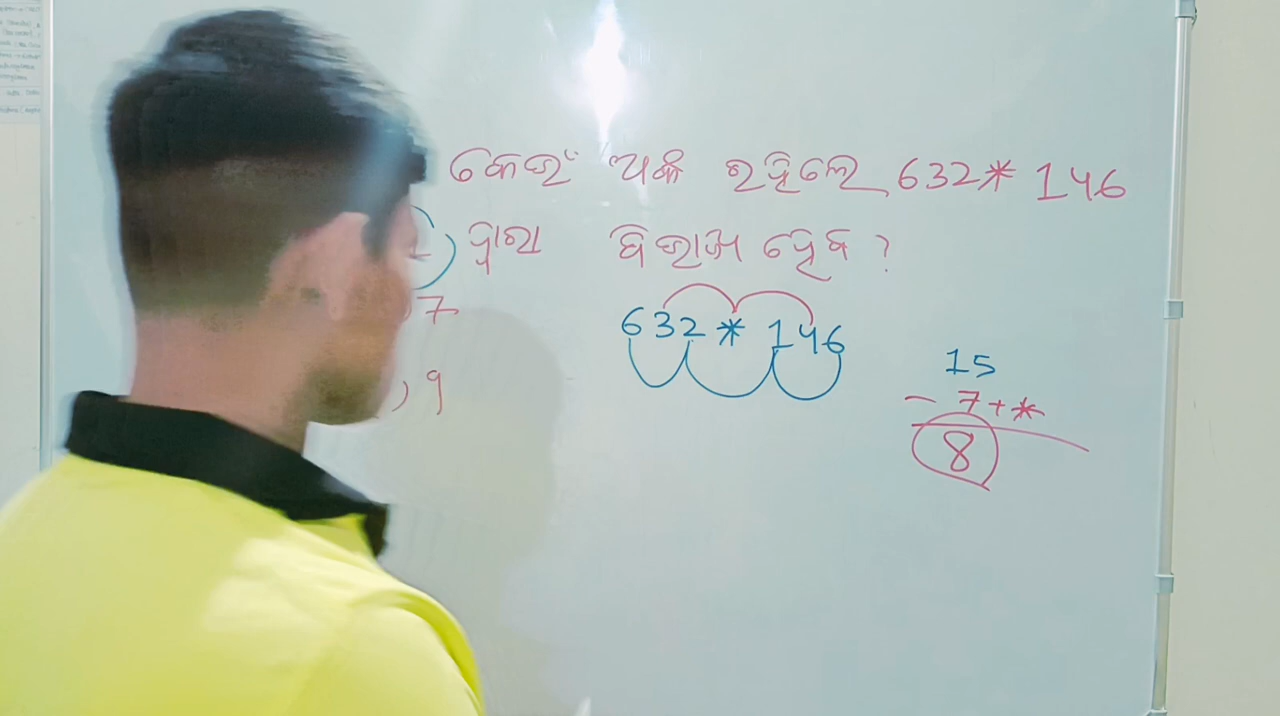 କେଉଁ ଅଙ୍କ ରହିଲେ 632* 146
ଦ୍ୱାରା ବିଭାଜ୍ୟ ହେବ ?
) 7
) 9
632 * 146
15
- 7 + *
8